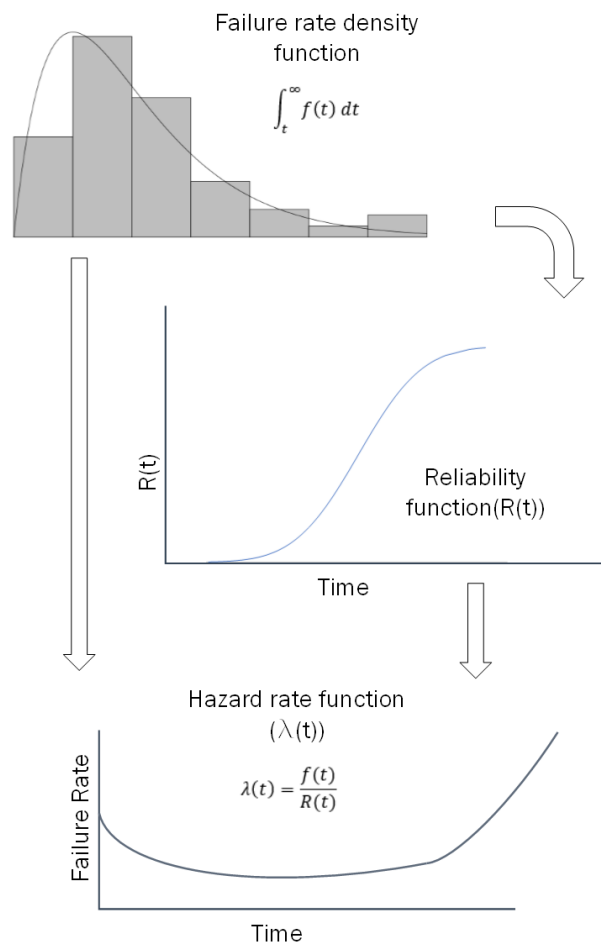 Failure rate density
function
∫_t^∞ f(t) dt
R(t)
Reliability
function(R(t))
Time
Hazard rate function
(λ(t))
λ(t) = f(t)/R(t)
Failure Rate
Time